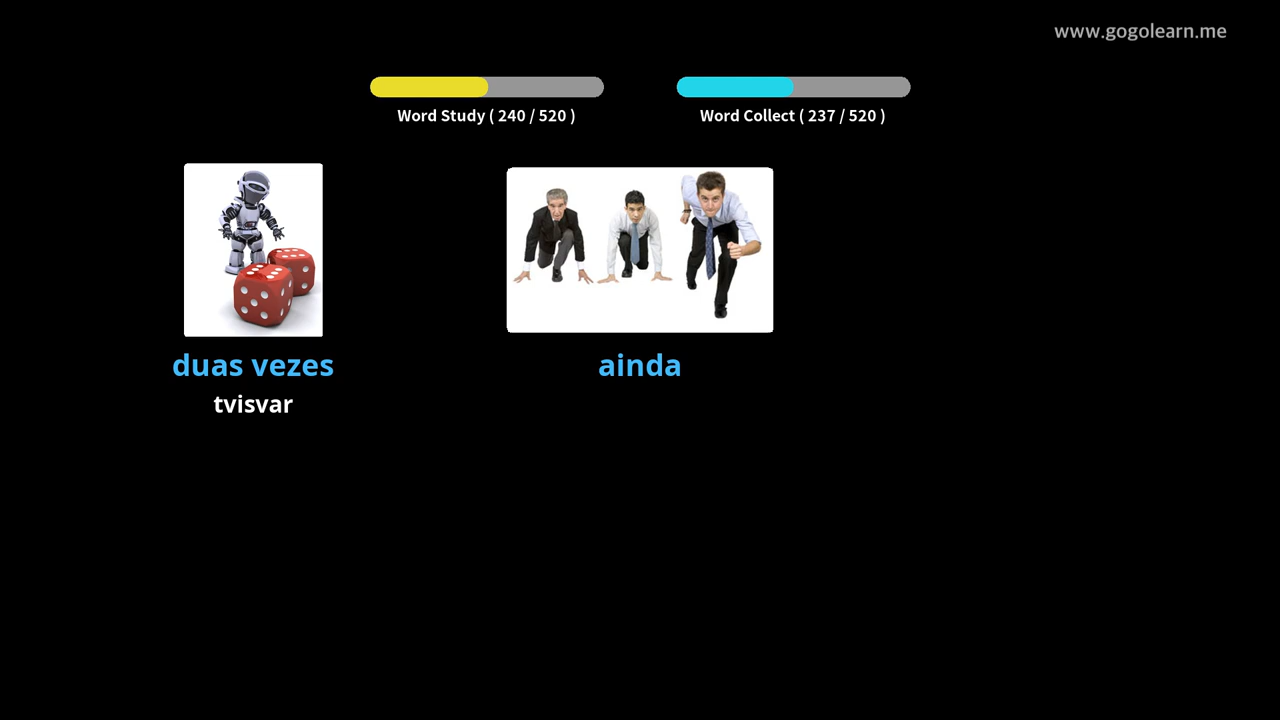 www.gogolearn.me
Word Study ( 240 / 520 )
Word Collect ( 237 / 520 )
duas vezes
tvisvar
ainda